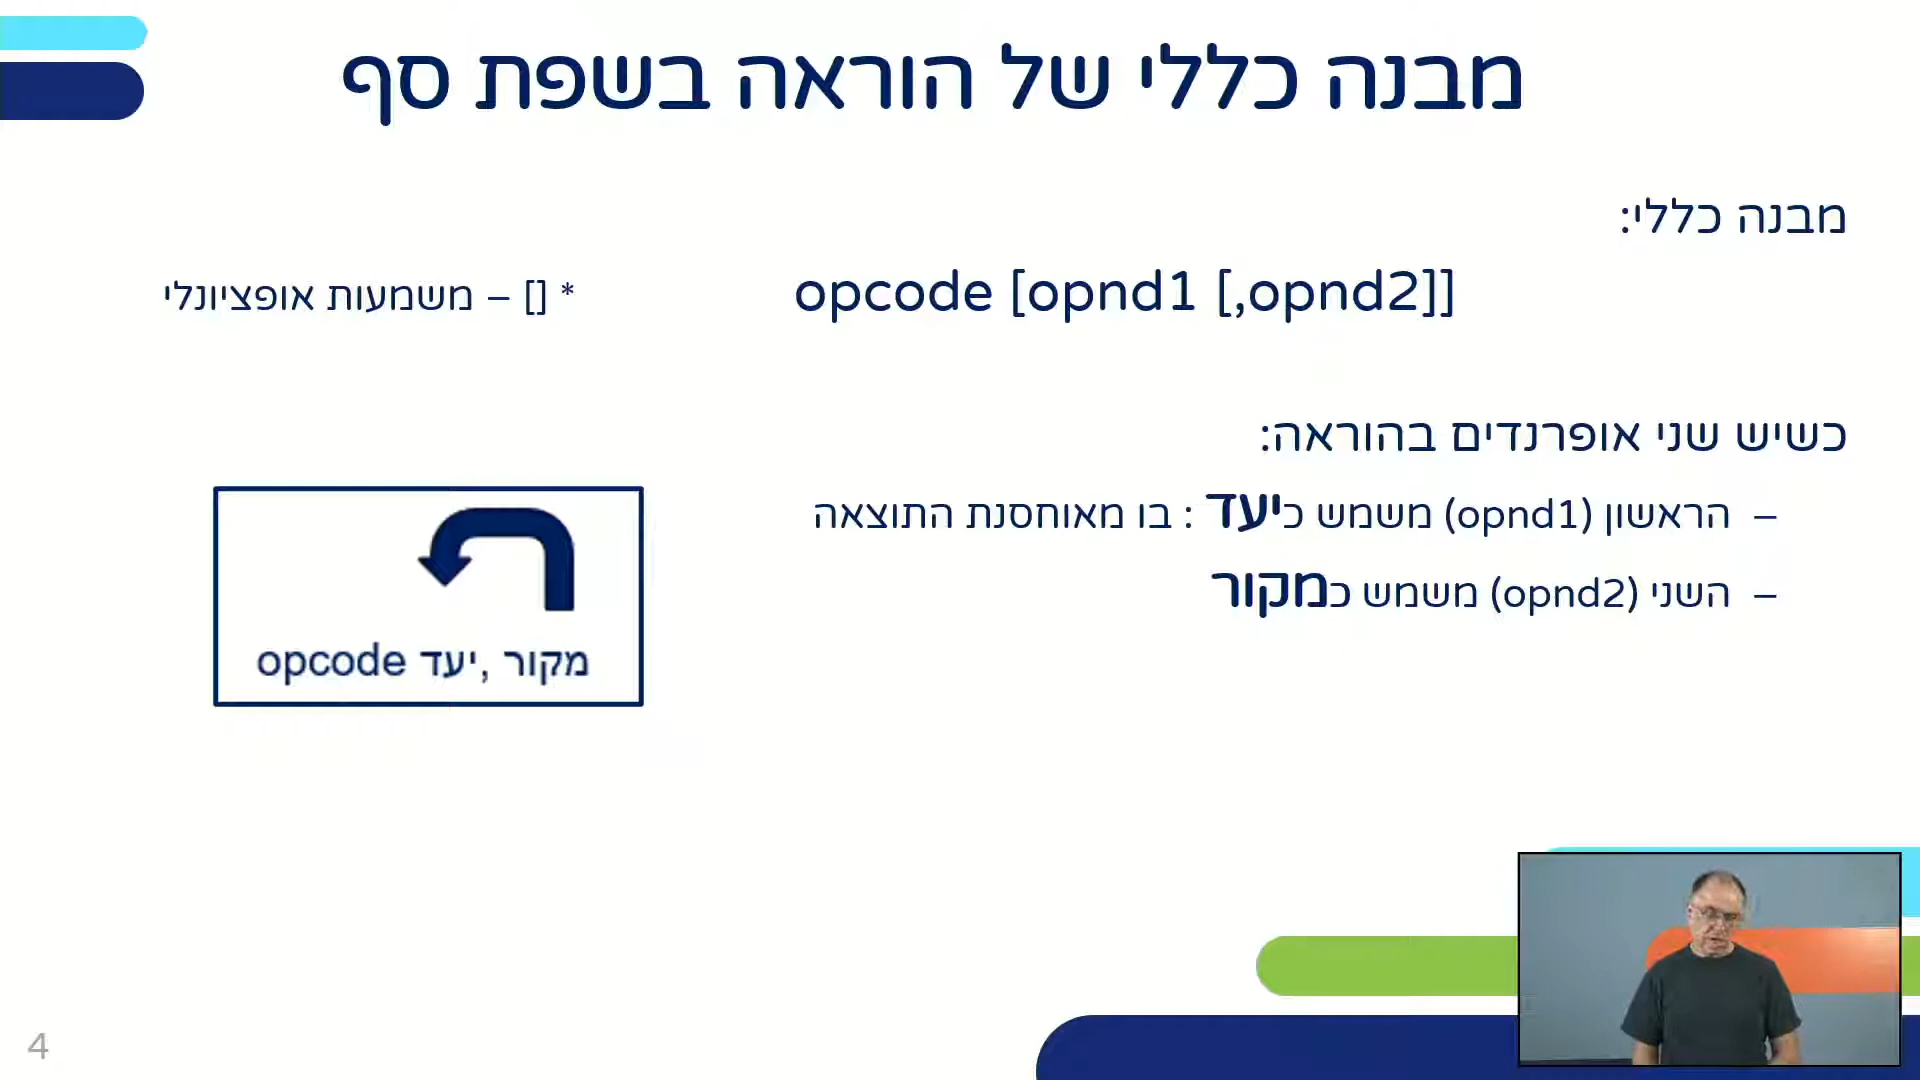 מבנה כללי של הוראה בשפת סף
מבנה כללי:
opcode [opnd1 [,opnd2]]
* [] – משמעות אופציונלי
כשיש שני אופרנדים בהוראה:
– הראשון (opnd1) משמש כיעד : בו מאוחסנת התוצאה
– השני (opnd2) משמש כמקור
opcode יעד, מקור
4